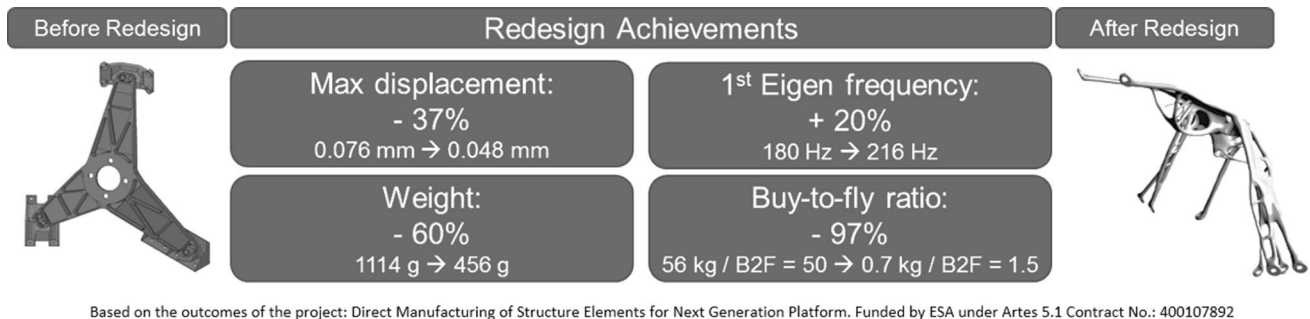 Before Redesign
Redesign Achievements
After Redesign
Max displacement:
- 37%
0.076 mm → 0.048 mm
1st Eigen frequency:
+ 20%
180 Hz → 216 Hz
Weight:
- 60%
1114 g → 456 g
Buy-to-fly ratio:
- 97%
56 kg / B2F = 50 → 0.7 kg / B2F = 1.5
Based on the outcomes of the project: Direct Manufacturing of Structure Elements for Next Generation Platform. Funded by ESA under Artes 5.1 Contract No.: 400107892